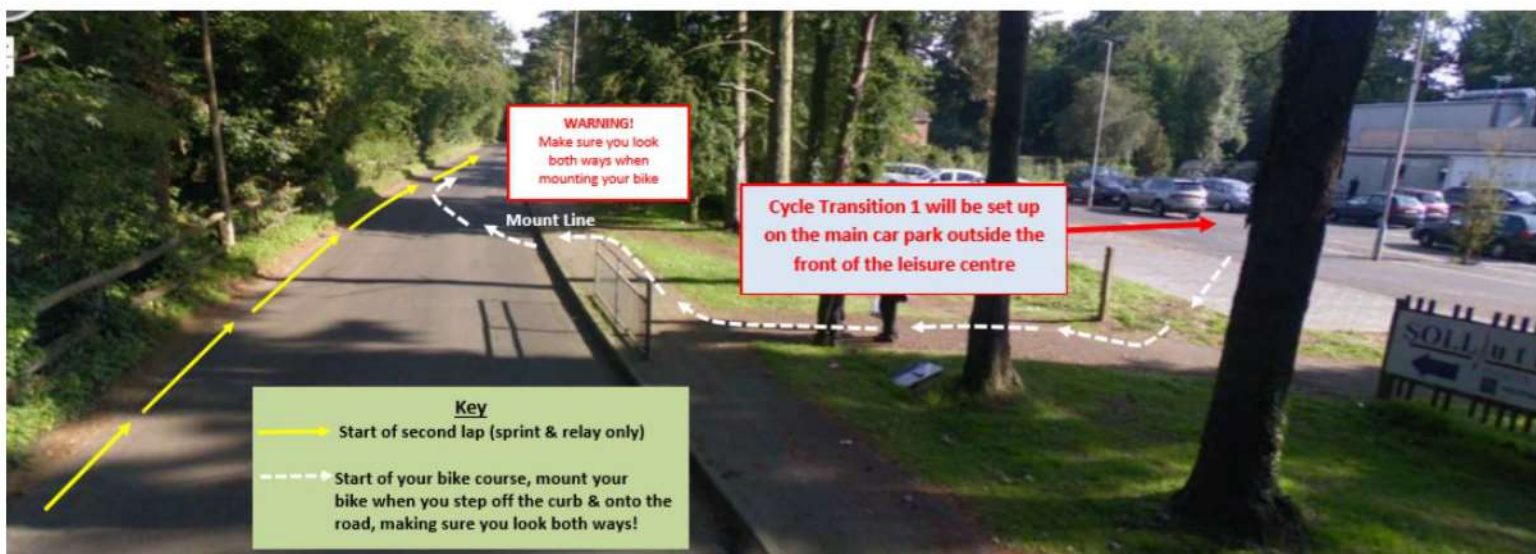 WARNING!
Make sure you look
both ways when
mounting your bike
Mount Line
Cycle Transition 1 will be set up
on the main car park outside the
front of the leisure centre
Key
Start of second lap (sprint & relay only)
Start of your bike course, mount your
bike when you step off the curb & onto the
road, making sure you look both ways!